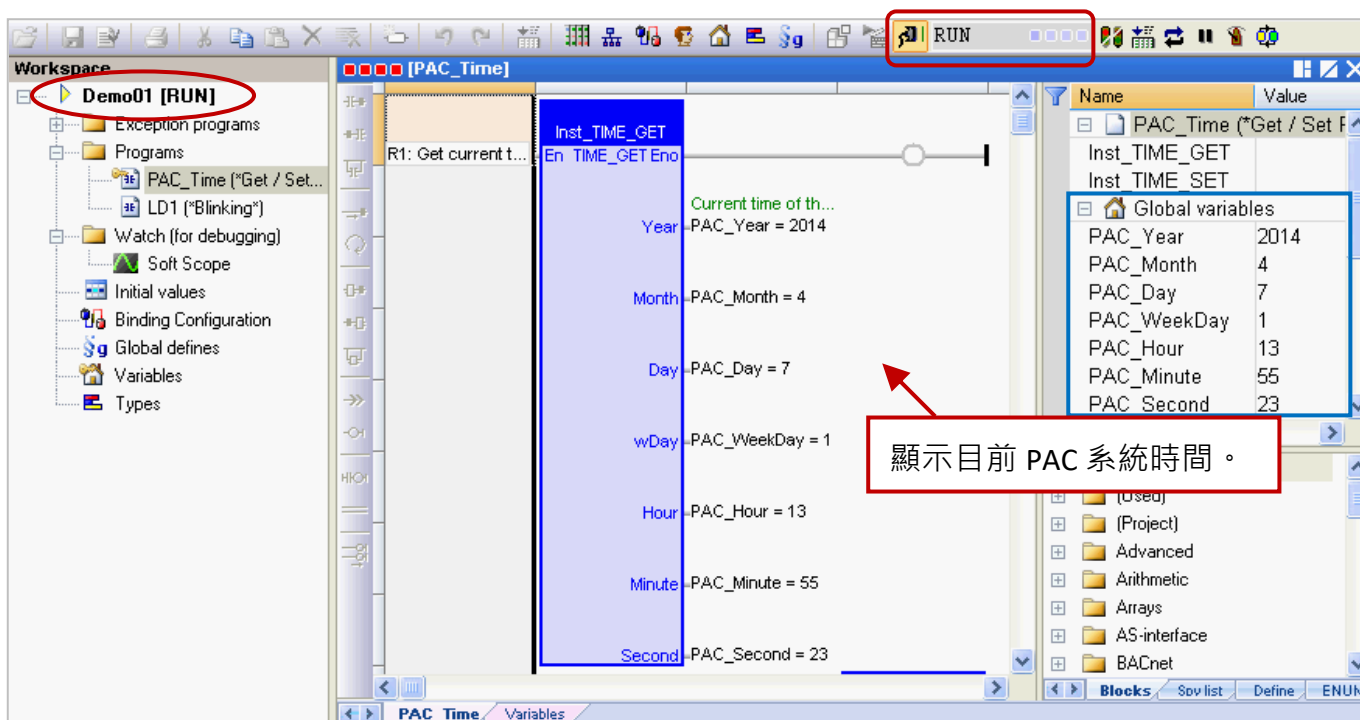 RUN
Workspace
Demo01 [RUN]
Exception programs
Programs
PAC_Time (*Get / Set...
LD1 (*Blinking*)
Watch (for debugging)
Soft Scope
Initial values
Binding Configuration
Global defines
Variables
Types
[PAC_Time]
R1: Get current t...
Inst_TIME_GET
En TIME_GET Eno
Current time of th...
Year PAC_Year = 2014
Month PAC_Month = 4
Day PAC_Day = 7
wDay PAC_WeekDay = 1
Hour PAC_Hour = 13
Minute PAC_Minute = 55
Second PAC_Second = 23
顯示目前 PAC 系統時間。
Name Value
PAC_Time (*Get / Set
Inst_TIME_GET
Inst_TIME_SET
Global variables
PAC_Year 2014
PAC_Month 4
PAC_Day 7
PAC_WeekDay 1
PAC_Hour 13
PAC_Minute 55
PAC_Second 23
(Used)
(Project)
Advanced
Arithmetic
Arrays
AS-interface
BACnet
Blocks Spy list Define ENUM
PAC_Time Variables